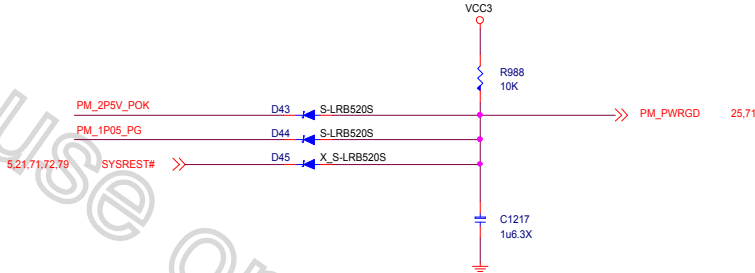 VCC3
R988
10K
PM_2P5V_POK
D43
S-LRB520S
PM_PWRGD
25,71
PM_1P05_PG
D44
S-LRB520S
5,21,71,72,79
SYSREST#
D45
X_S-LRB520S
C1217
1u6.3X
use